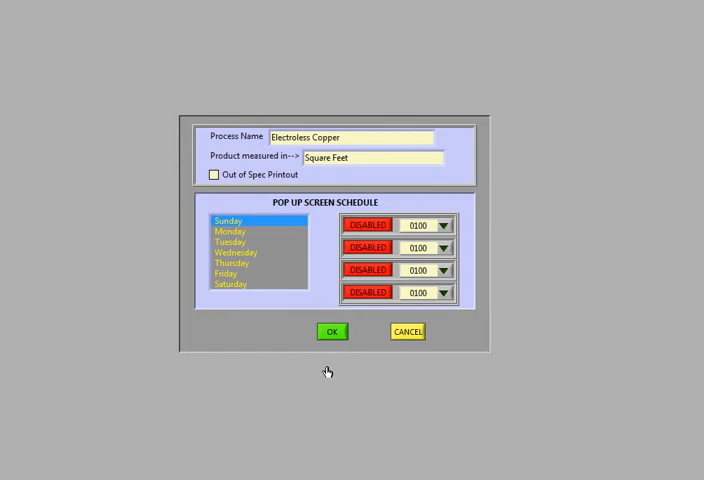 Process Name Electroless Copper
Product measured in--> Square Feet
Out of Spec Printout
POP UP SCREEN SCHEDULE
Sunday
Monday
Tuesday
Wednesday
Thursday
Friday
Saturday
DISABLED 0100
DISABLED 0100
DISABLED 0100
DISABLED 0100
OK CANCEL